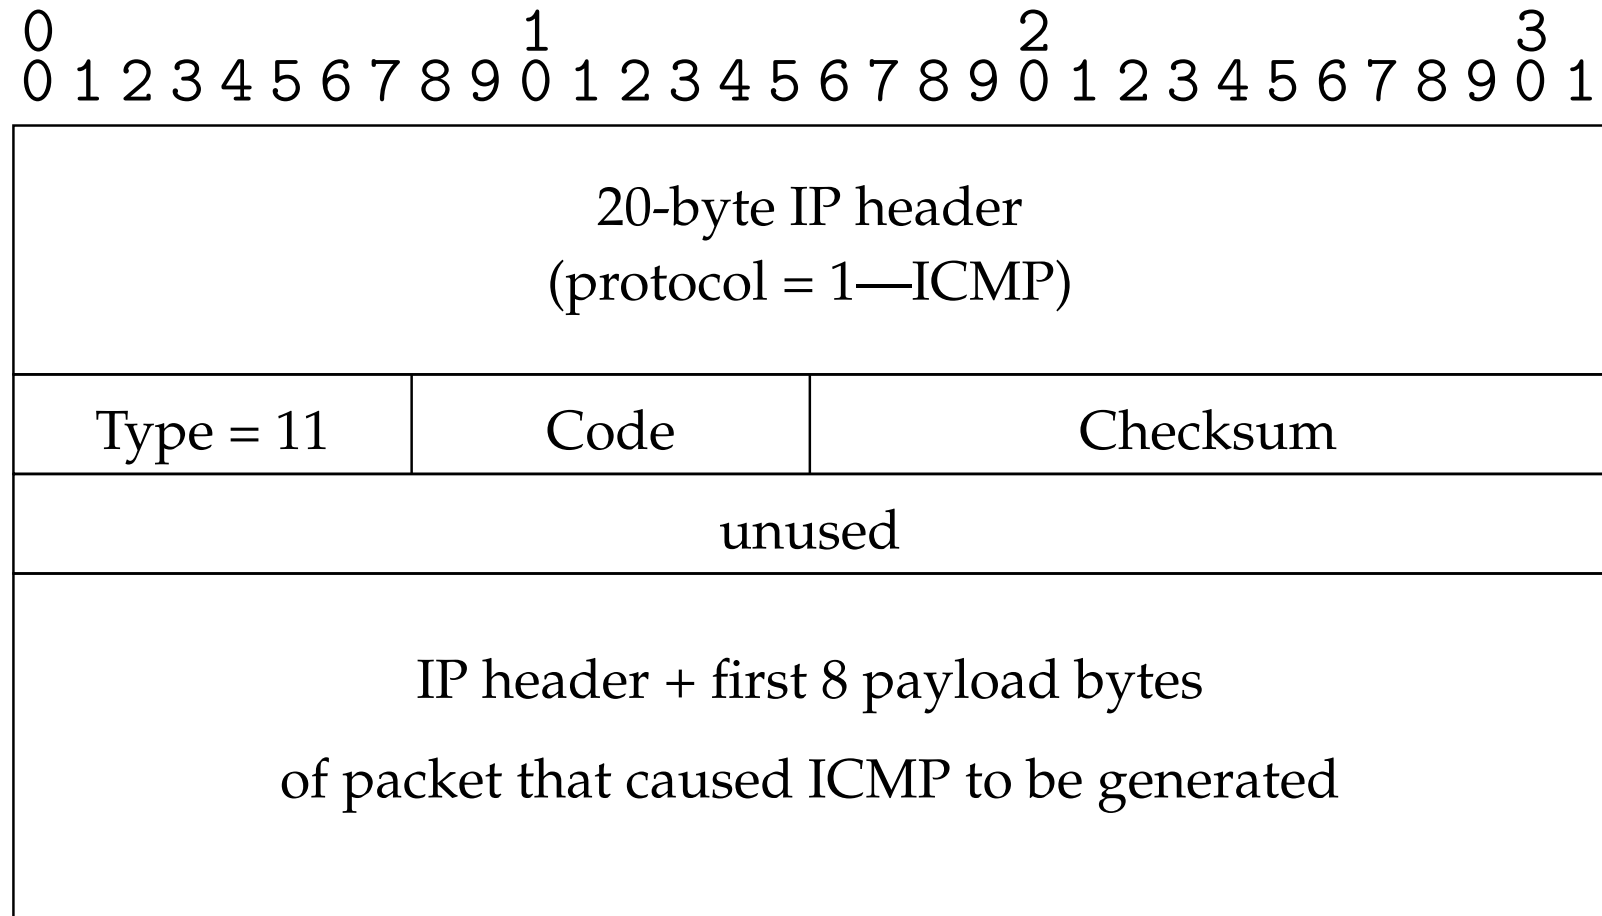 0 1 2 3
0 1 2 3 4 5 6 7 8 9 0 1 2 3 4 5 6 7 8 9 0 1 2 3 4 5 6 7 8 9 0 1
20-byte IP header
(protocol = 1—ICMP)
Type = 11 Code Checksum
unused
IP header + first 8 payload bytes
of packet that caused ICMP to be generated